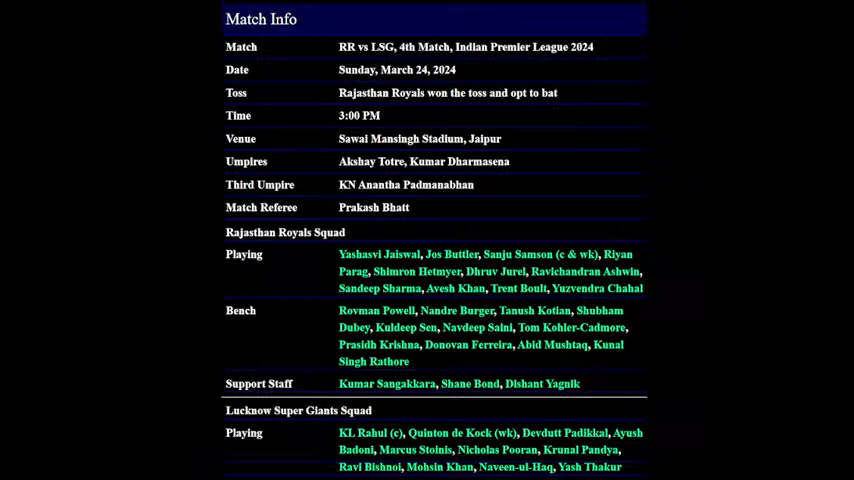 Match Info
Match RR vs LSG, 4th Match, Indian Premier League 2024
Date Sunday, March 24, 2024
Toss Rajasthan Royals won the toss and opt to bat
Time 3:00 PM
Venue Sawai Mansingh Stadium, Jaipur
Umpires Akshay Totre, Kumar Dharmasena
Third Umpire KN Anantha Padmanabhan
Match Referee Prakash Bhatt
Rajasthan Royals Squad
Playing Yashasvi Jaiswal, Jos Buttler, Sanju Samson (c & wk), Riyan
Parag, Shimron Hetmyer, Dhruv Jurel, Ravichandran Ashwin,
Sandeep Sharma, Avesh Khan, Trent Boult, Yuzvendra Chahal
Bench Rovman Powell, Nandre Burger, Tanush Kotian, Shubham
Dubey, Kuldeep Sen, Navdeep Saini, Tom Kohler-Cadmore,
Prasidh Krishna, Donovan Ferreira, Abid Mushtaq, Kunal
Singh Rathore
Support Staff Kumar Sangakkara, Shane Bond, Dishant Yagnik
Lucknow Super Giants Squad
Playing KL Rahul (c), Quinton de Kock (wk), Devdutt Padikkal, Ayush
Badoni, Marcus Stoinis, Nicholas Pooran, Krunal Pandya,
Ravi Bishnoi, Mohsin Khan, Naveen-ul-Haq, Yash Thakur